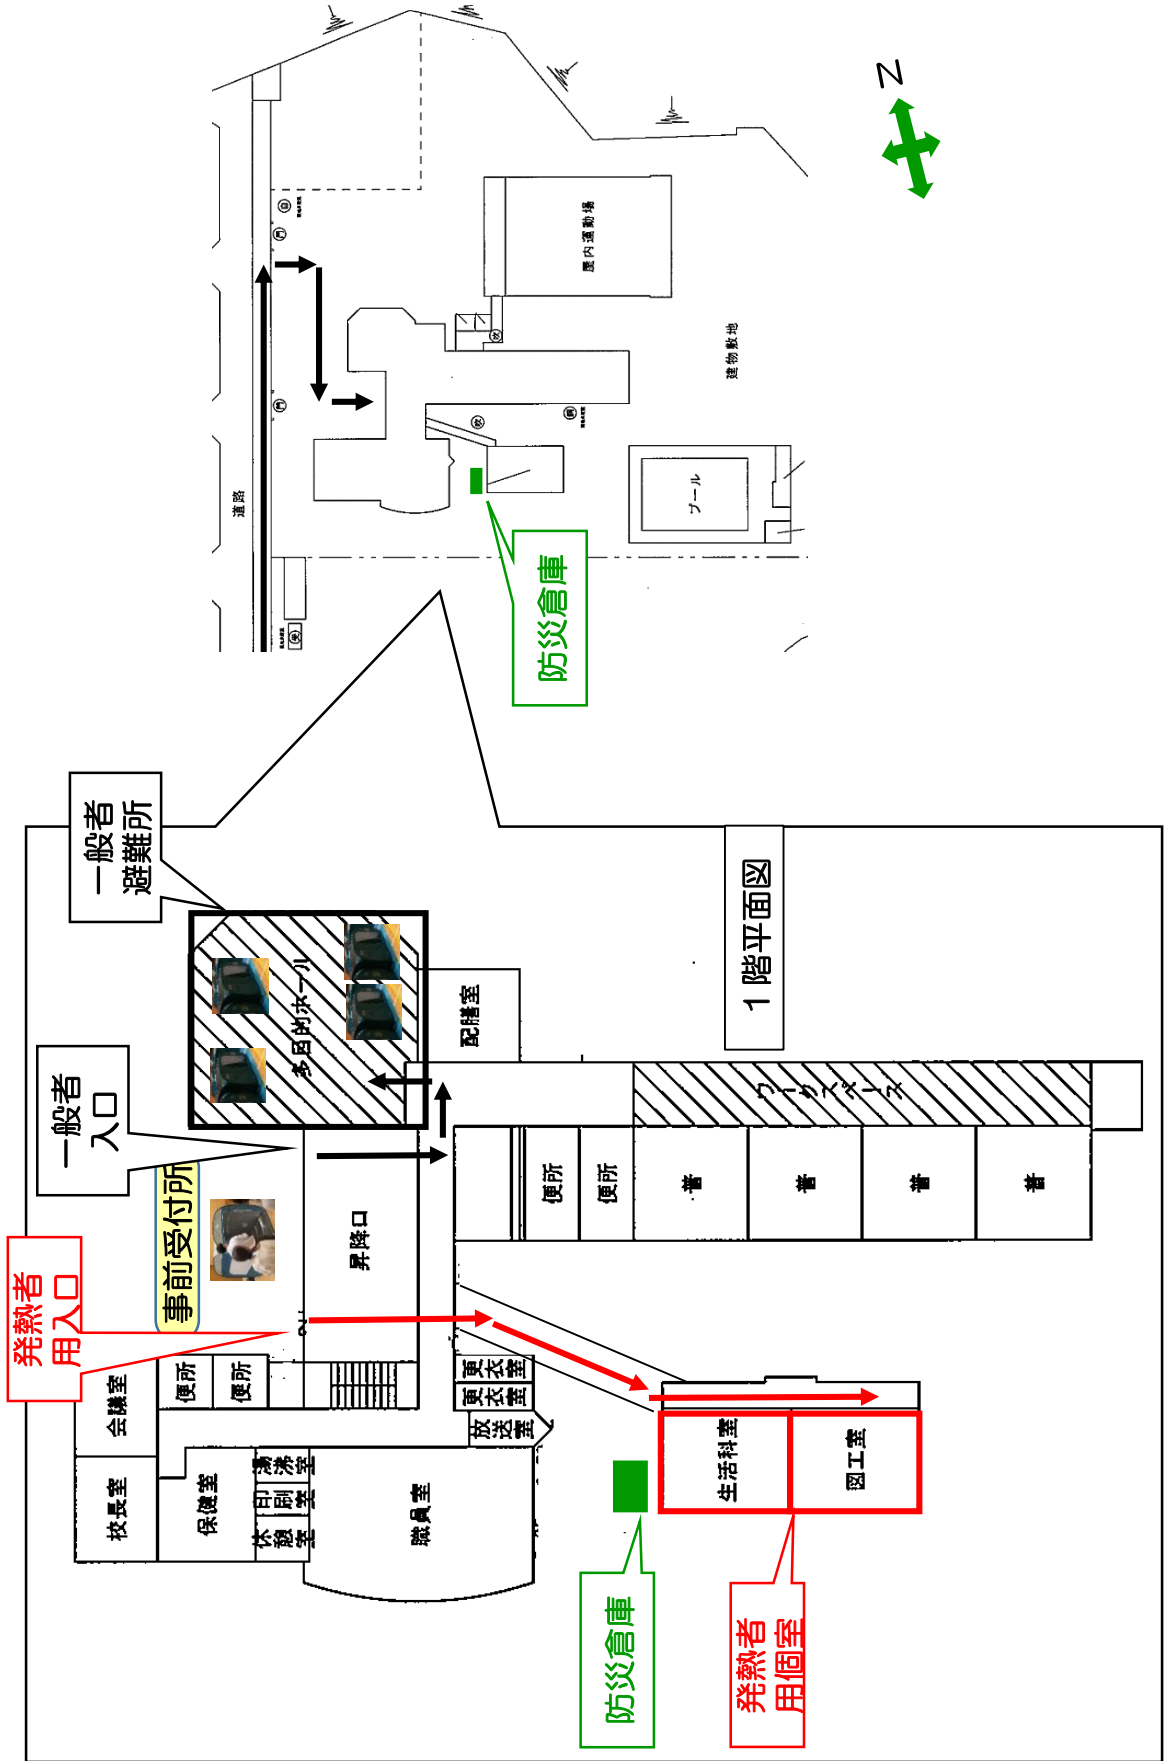 一般者
避難所
一般者
入口
事前受付所
発熱者
用入口
会議室
便所
便所
校長室
保健室
湯沸室
印刷室
休憩室
職員室
昇降口
多目的ホール
配膳室
便所
便所
ワークスペース
普
普
普
普
更衣室
更衣室
放送室
生活科室
図工室
防災倉庫
発熱者
用個室
1階平面図
道路
門
門
屋内運動場
建物敷地
プール
防災倉庫
N